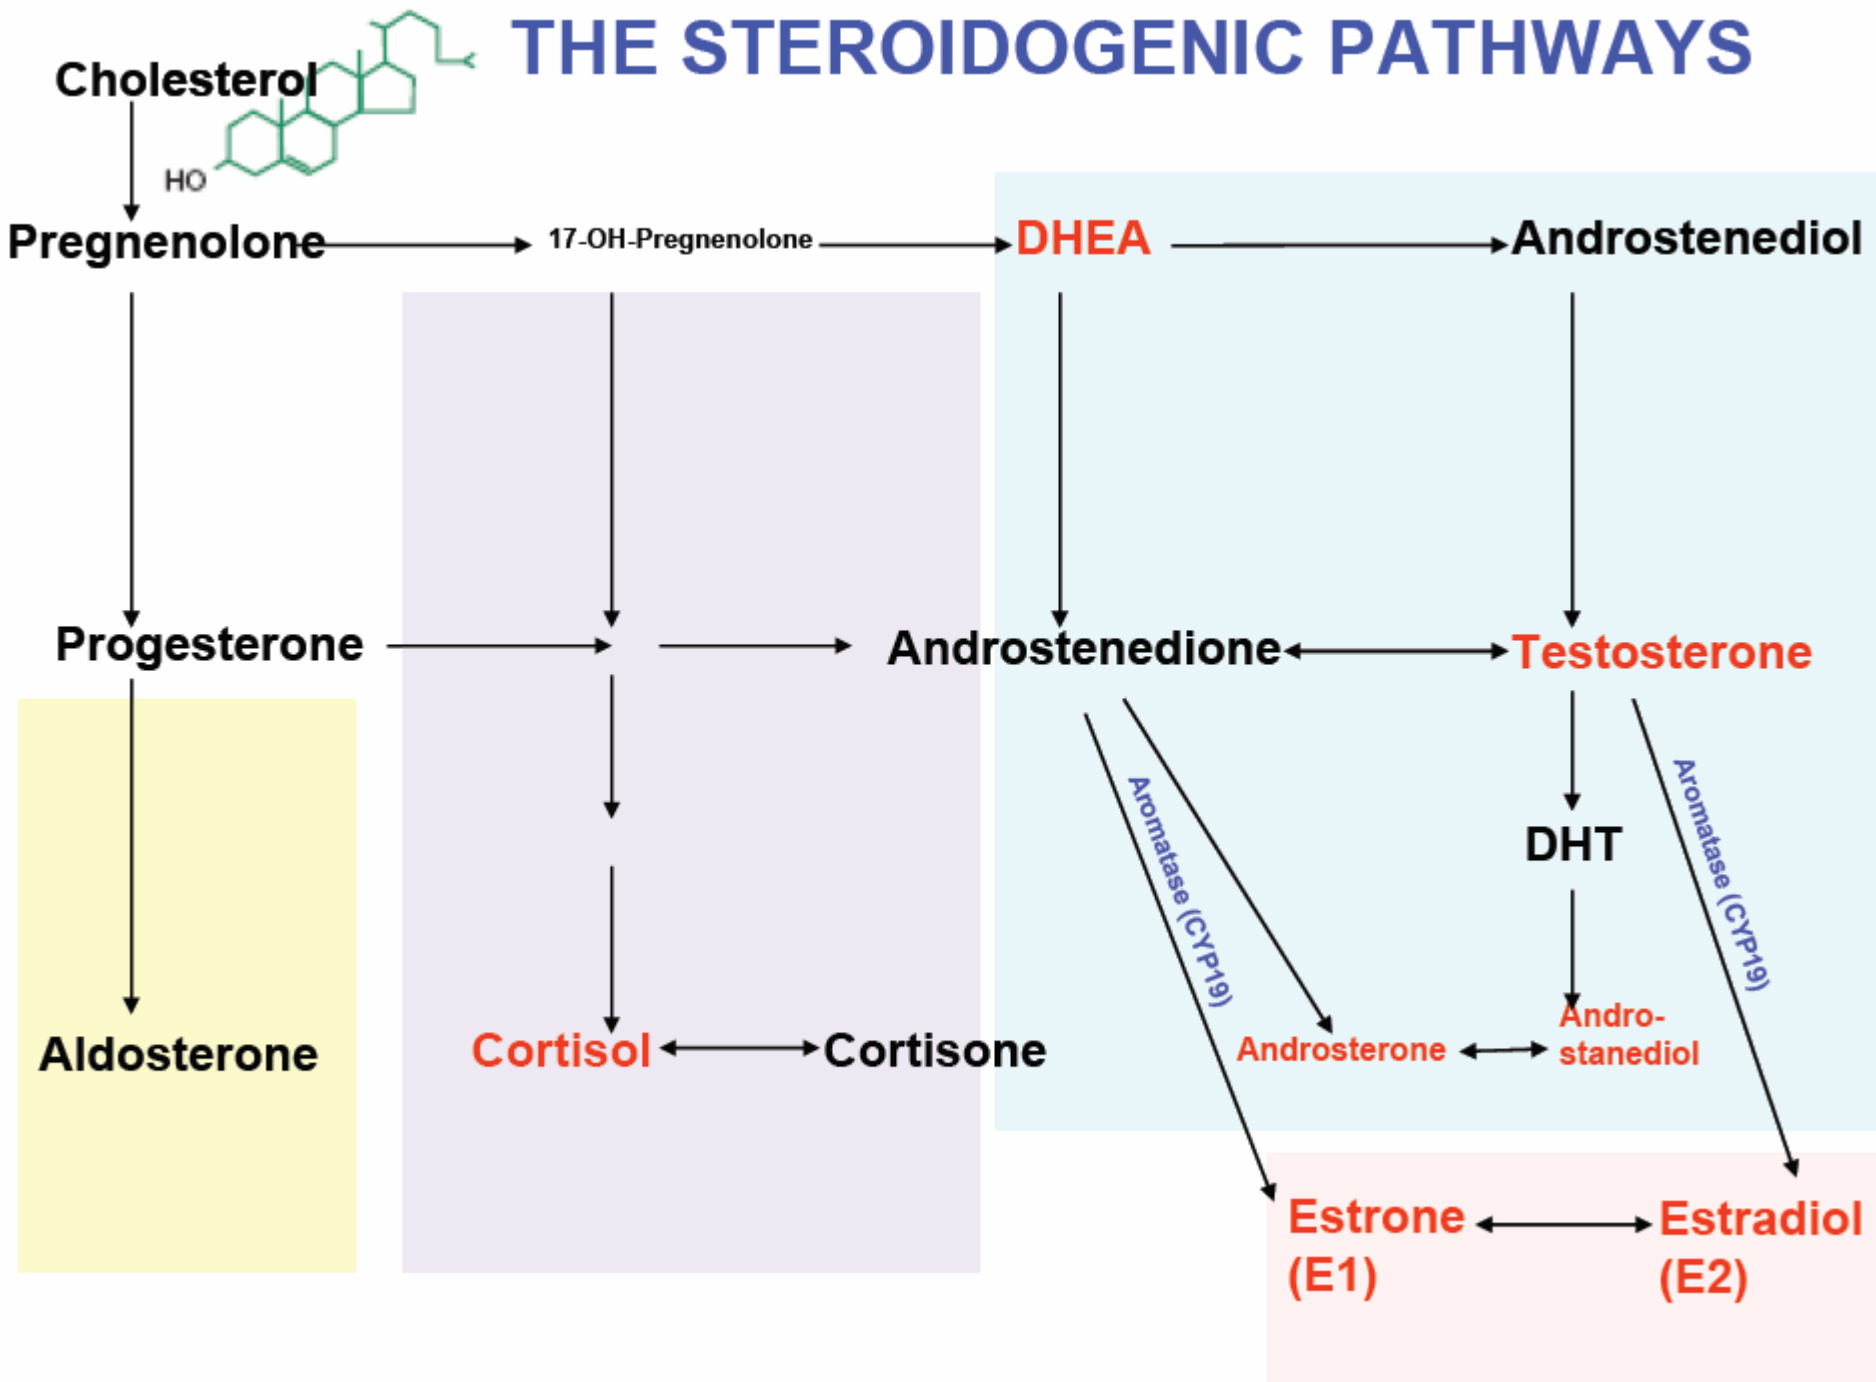 THE STEROIDOGENIC PATHWAYS
Cholesterol
HO
Pregnenolone
17-OH-Pregnenolone
DHEA
Androstenediol
Progesterone
Androstenedione
Testosterone
Aromatase (CYP19)
Aromatase (CYP19)
DHT
Aldosterone
Cortisol
Cortisone
Androsterone
Andro-
stanediol
Estrone
(E1)
Estradiol
(E2)